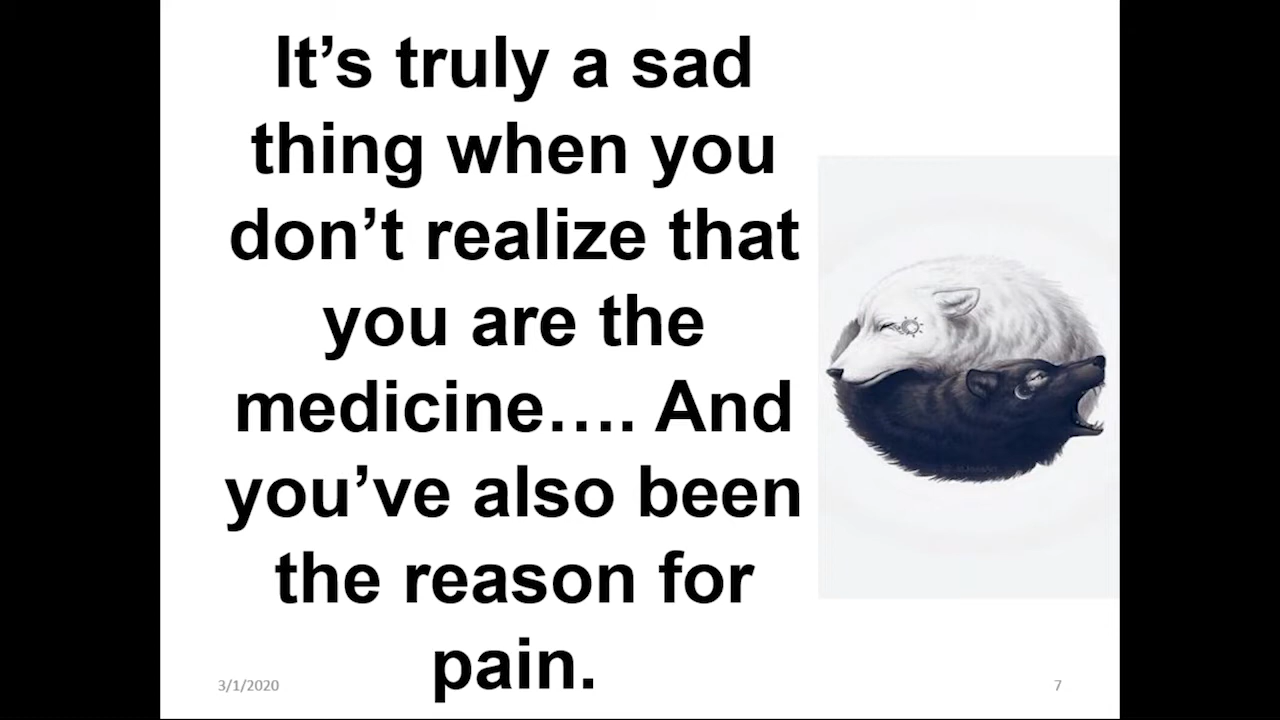 It’s truly a sad
thing when you
don’t realize that
you are the
medicine…. And
you’ve also been
the reason for
pain.
3/1/2020
7